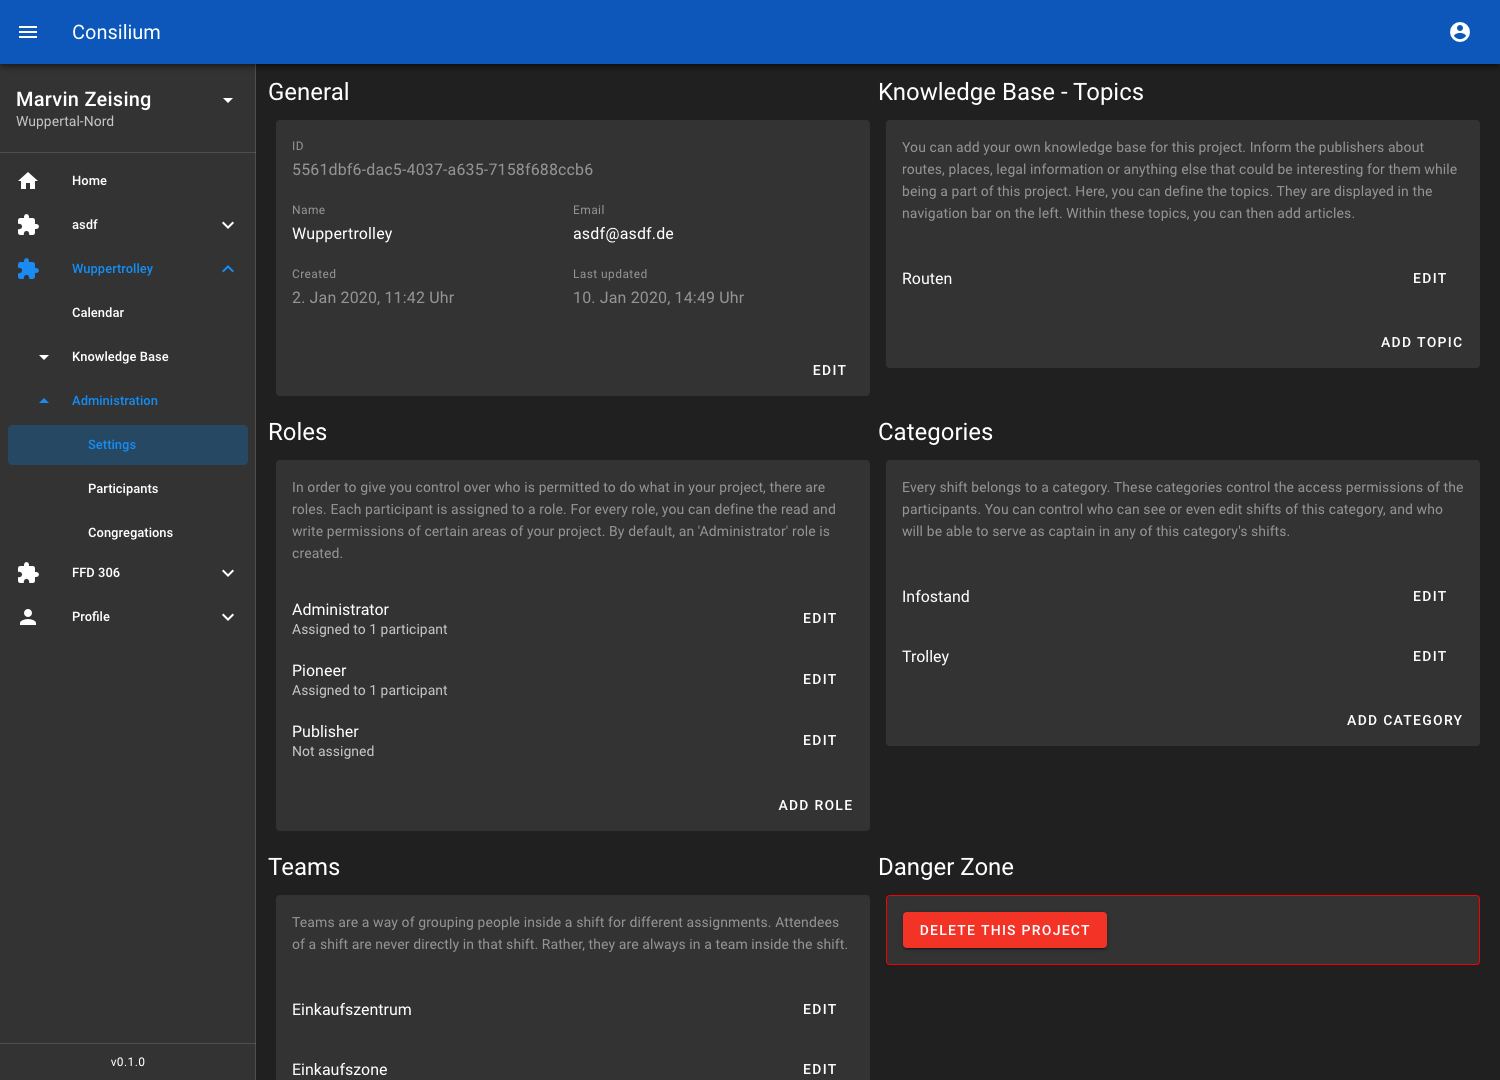 Consilium
Marvin Zeising
Wuppertal-Nord
Home
asdf
Wuppertrolley
Calendar
Knowledge Base
Administration
Settings
Participants
Congregations
FFD 306
Profile
v0.1.0
General
ID
5561dbf6-dac5-4037-a635-7158f688ccb6
Name
Wuppertrolley
Email
asdf@asdf.de
Created
2. Jan 2020, 11:42 Uhr
Last updated
10. Jan 2020, 14:49 Uhr
EDIT
Knowledge Base - Topics
You can add your own knowledge base for this project. Inform the publishers about
routes, places, legal information or anything else that could be interesting for them while
being a part of this project. Here, you can define the topics. They are displayed in the
navigation bar on the left. Within these topics, you can then add articles.
Routen
EDIT
ADD TOPIC
Roles
In order to give you control over who is permitted to do what in your project, there are
roles. Each participant is assigned to a role. For every role, you can define the read and
write permissions of certain areas of your project. By default, an 'Administrator' role is
created.
Administrator
Assigned to 1 participant
EDIT
Pioneer
Assigned to 1 participant
EDIT
Publisher
Not assigned
EDIT
ADD ROLE
Categories
Every shift belongs to a category. These categories control the access permissions of the
participants. You can control who can see or even edit shifts of this category, and who
will be able to serve as captain in any of this category's shifts.
Infostand
EDIT
Trolley
EDIT
ADD CATEGORY
Teams
Teams are a way of grouping people inside a shift for different assignments. Attendees
of a shift are never directly in that shift. Rather, they are always in a team inside the shift.
Einkaufszentrum
EDIT
Einkaufszone
EDIT
Danger Zone
DELETE THIS PROJECT